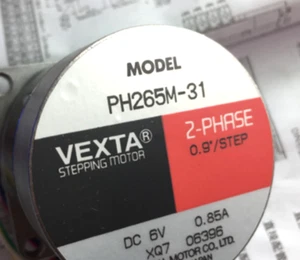 MODEL
PH265M-31
VEXTA®
STEPPING MOTOR
2-PHASE
0.9°/STEP
DC 6V 0.85A
XQ7 06396
MOTOR CO.LTD.